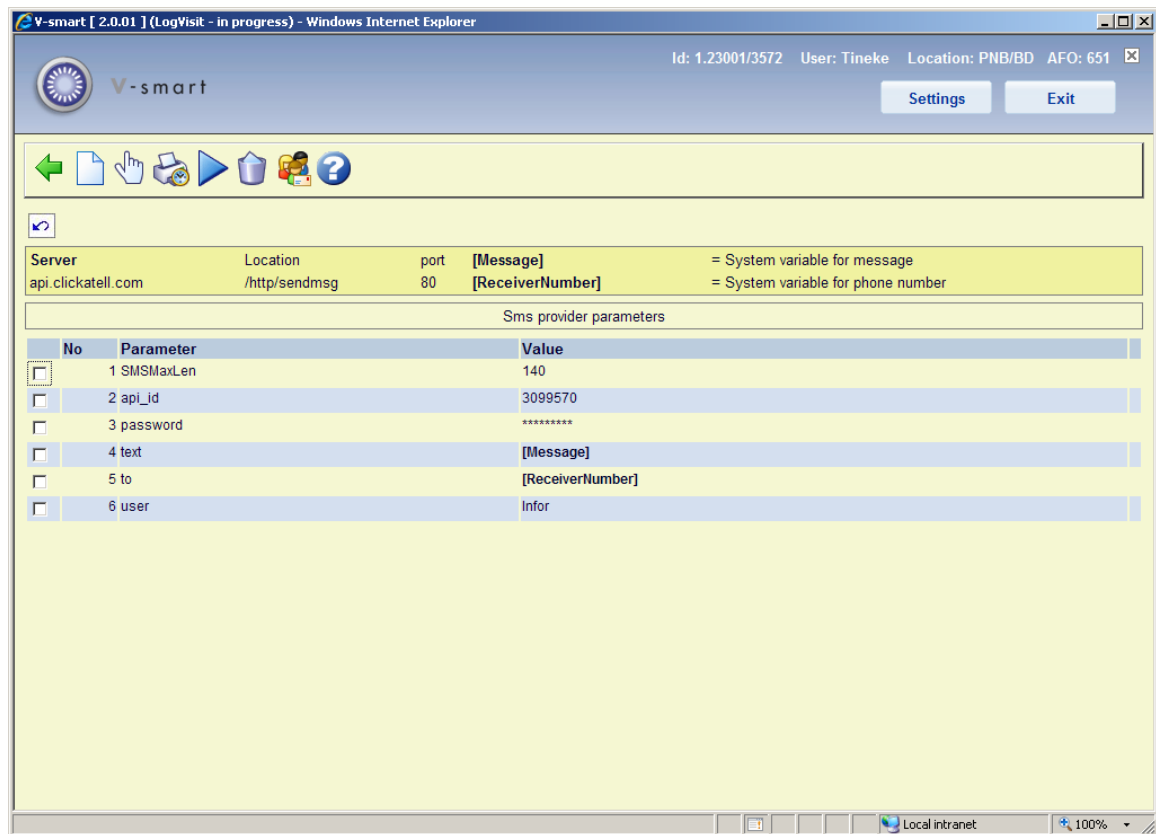 V-smart [ 2.0.01 ] (LogVisit - in progress) - Windows Internet Explorer
Id: 1.23001/3572 User: Tineke Location: PNB/BD AFO: 651
V-smart
Settings Exit
Server Location port [Message] = System variable for message
api.clickatell.com /http/sendmsg 80 [ReceiverNumber] = System variable for phone number
Sms provider parameters
No Parameter Value
1 SMSMaxLen 140
2 api_id 3099570
3 password *********
4 text [Message]
5 to [ReceiverNumber]
6 user Infor
Local intranet 100%